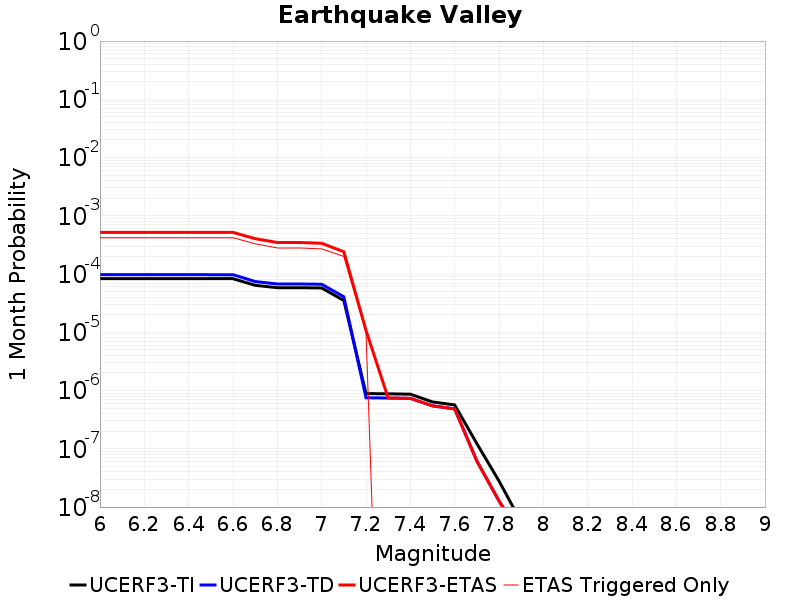 Earthquake Valley
1 Month Probability
10^0
10^-1
10^-2
10^-3
10^-4
10^-5
10^-6
10^-7
10^-8
6 6.2 6.4 6.6 6.8 7 7.2 7.4 7.6 7.8 8 8.2 8.4 8.6 8.8 9
Magnitude
UCERF3-TI UCERF3-TD UCERF3-ETAS ETAS Triggered Only